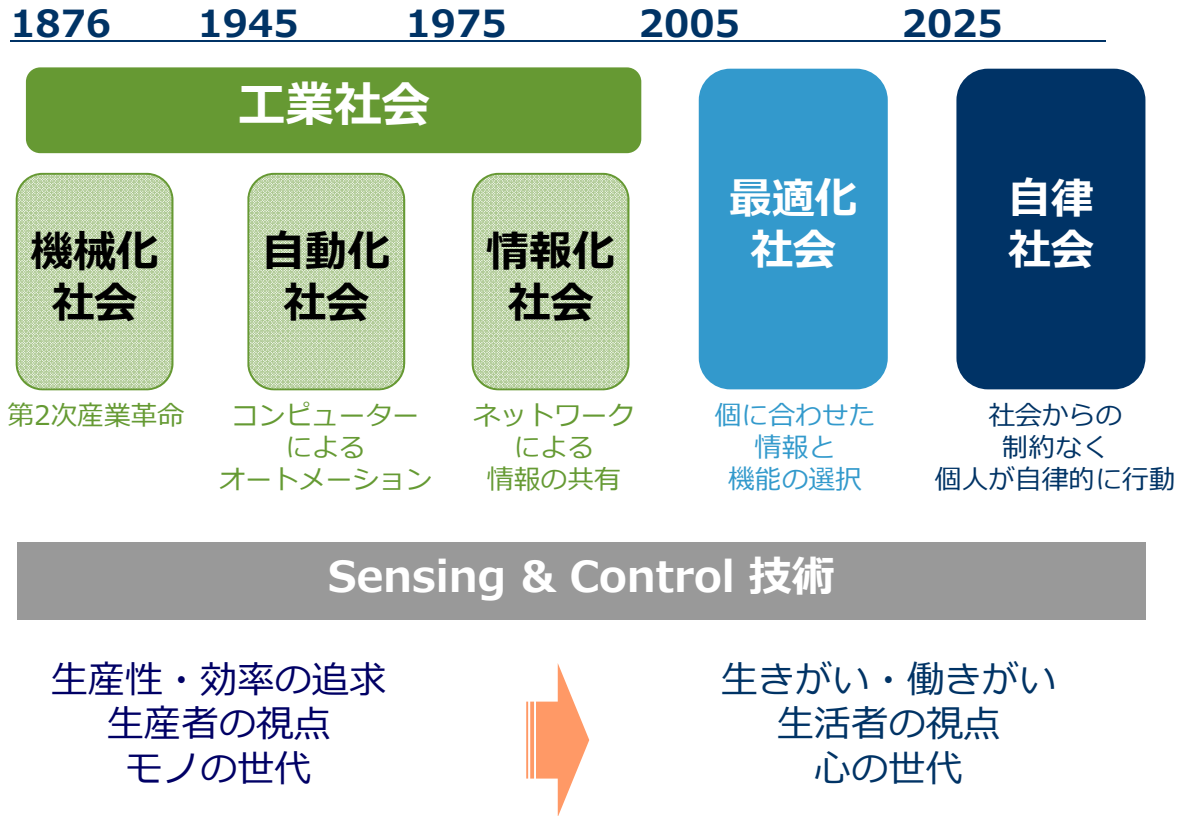 1876 1945 1975 2005 2025
工業社会
機械化
社会
自動化
社会
情報化
社会
最適化
社会
自律
社会
第2次産業革命
コンピューター
による
オートメーション
ネットワーク
による
情報の共有
個に合わせた
情報と
機能の選択
社会からの
制約なく
個人が自律的に行動
Sensing & Control 技術
生産性・効率の追求
生産者の視点
モノの世代
生きがい・働きがい
生活者の視点
心の世代